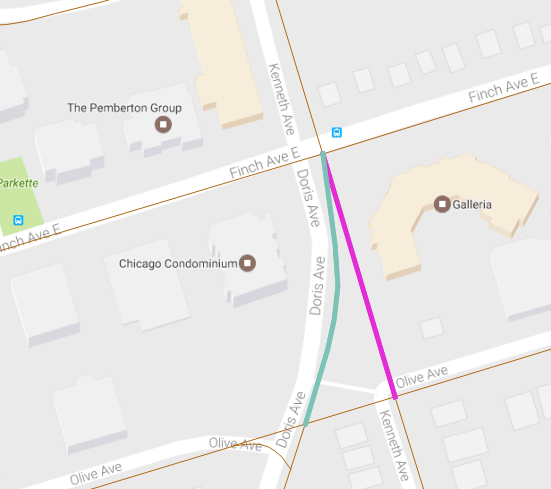 Kenneth Ave
Finch Ave E
The Pemberton Group
Finch Ave E
Parkette
Doris Ave
Galleria
inch Ave E
Chicago Condominium
Doris Ave
Olive Ave
Doris Ave
Kenneth Ave
Olive Ave
Olive Ave